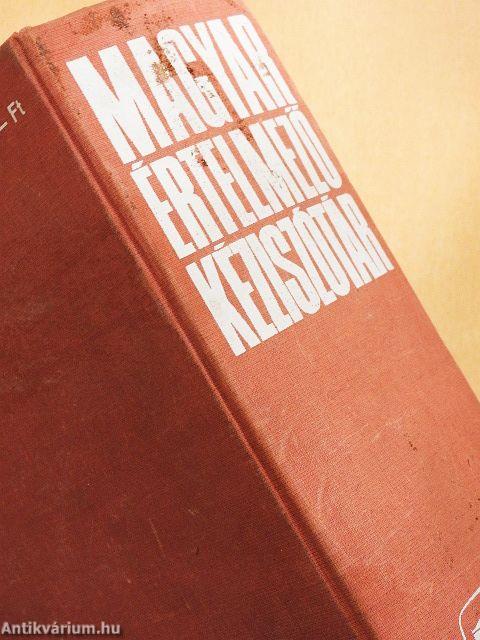 MAGYAR
ÉRTELMEZŐ
KÉZISZÓTÁR
– Ft
Antikvárium.hu